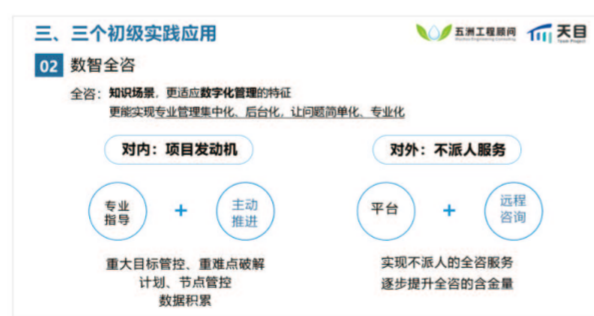 三、三个初级实践应用
五洲工程顾问
天目
02 数智全咨
全咨：知识场景，更适应数字化管理的特征
更能实现专业管理集中化、后台化，让问题简单化、专业化
对内：项目发动机
对外：不派人服务
专业
指导
+
主动
推进
平台
+
远程
咨询
重大目标管控、重难点破解
计划、节点管控
数据积累
实现不派人的全咨服务
逐步提升全咨的含金量